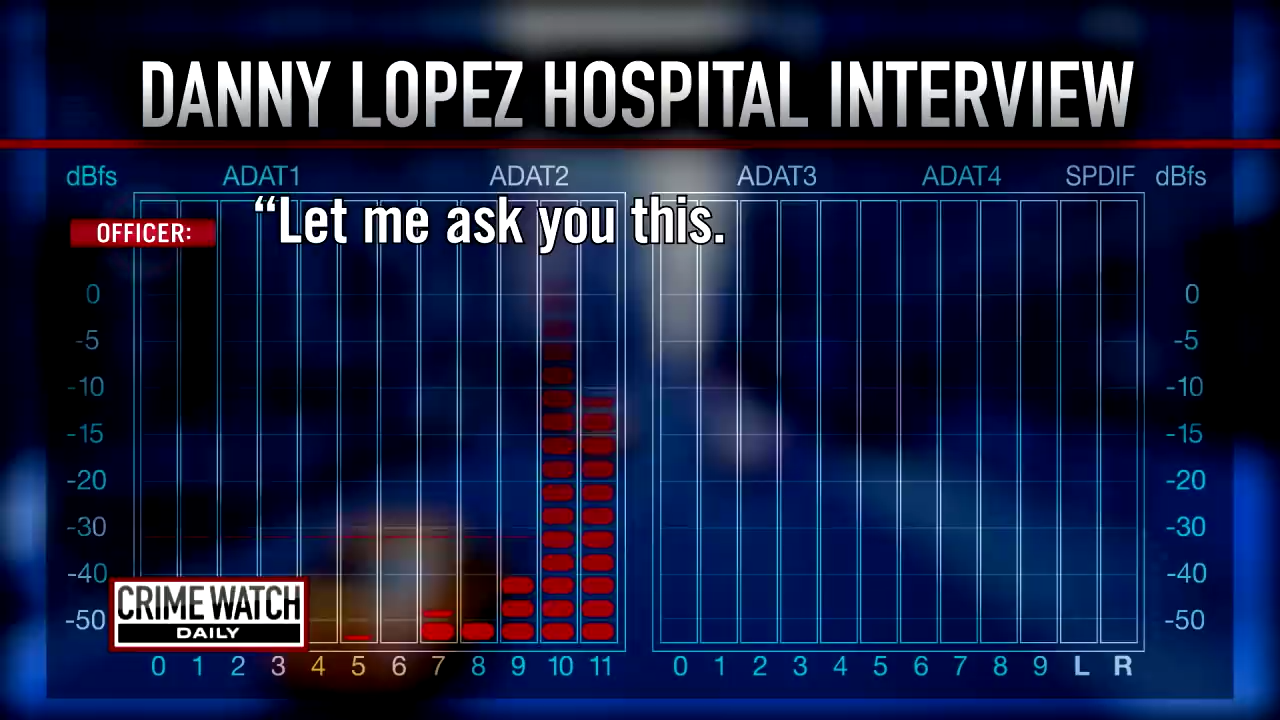 DANNY LOPEZ HOSPITAL INTERVIEW
dBfs ADAT1 ADAT2 ADAT3 ADAT4 SPDIF dBfs
OFFICER: “Let me ask you this.
0 0
-5 -5
-10 -10
-15 -15
-20 -20
-30 -30
-40 -40
CRIME WATCH
DAILY
-50 -50
0 1 2 3 4 5 6 7 8 9 10 11 0 1 2 3 4 5 6 7 8 9 L R